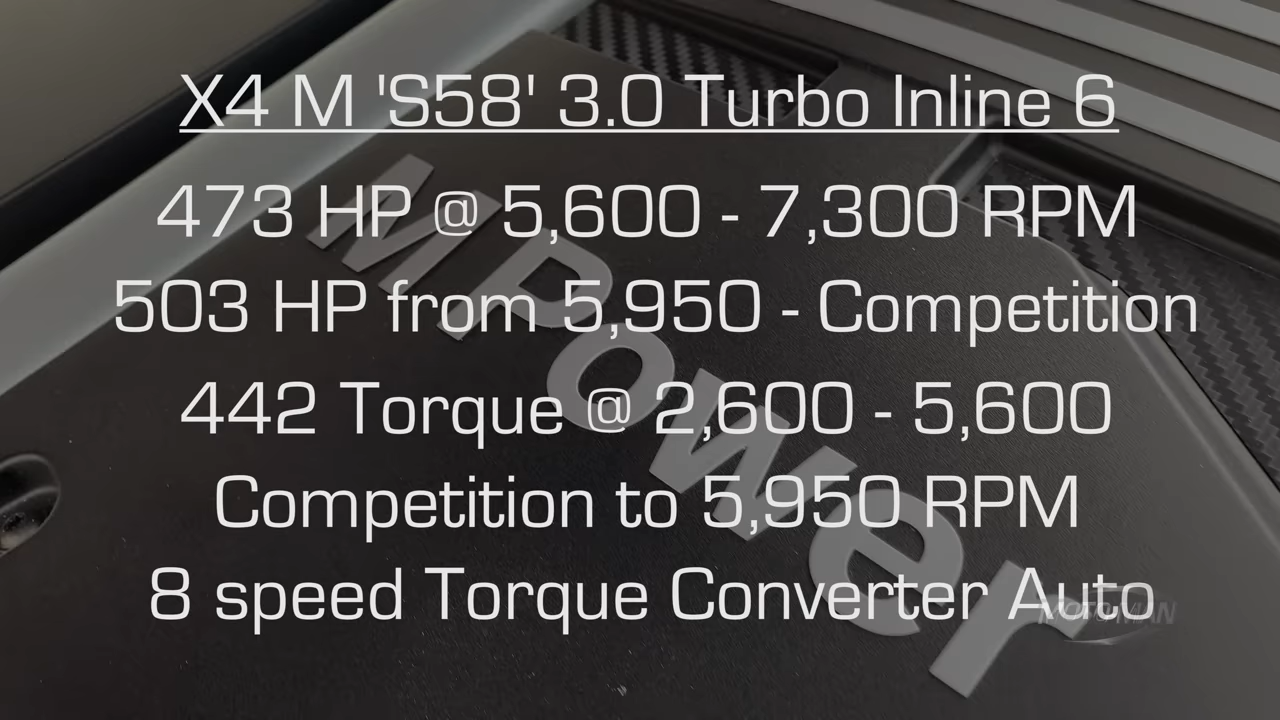 X4 M 'S58' 3.0 Turbo Inline 6
473 HP @ 5,600 - 7,300 RPM
503 HP from 5,950 - Competition
442 Torque @ 2,600 - 5,600
Competition to 5,950 RPM
8 speed Torque Converter Auto
M Power
MOTOMAN